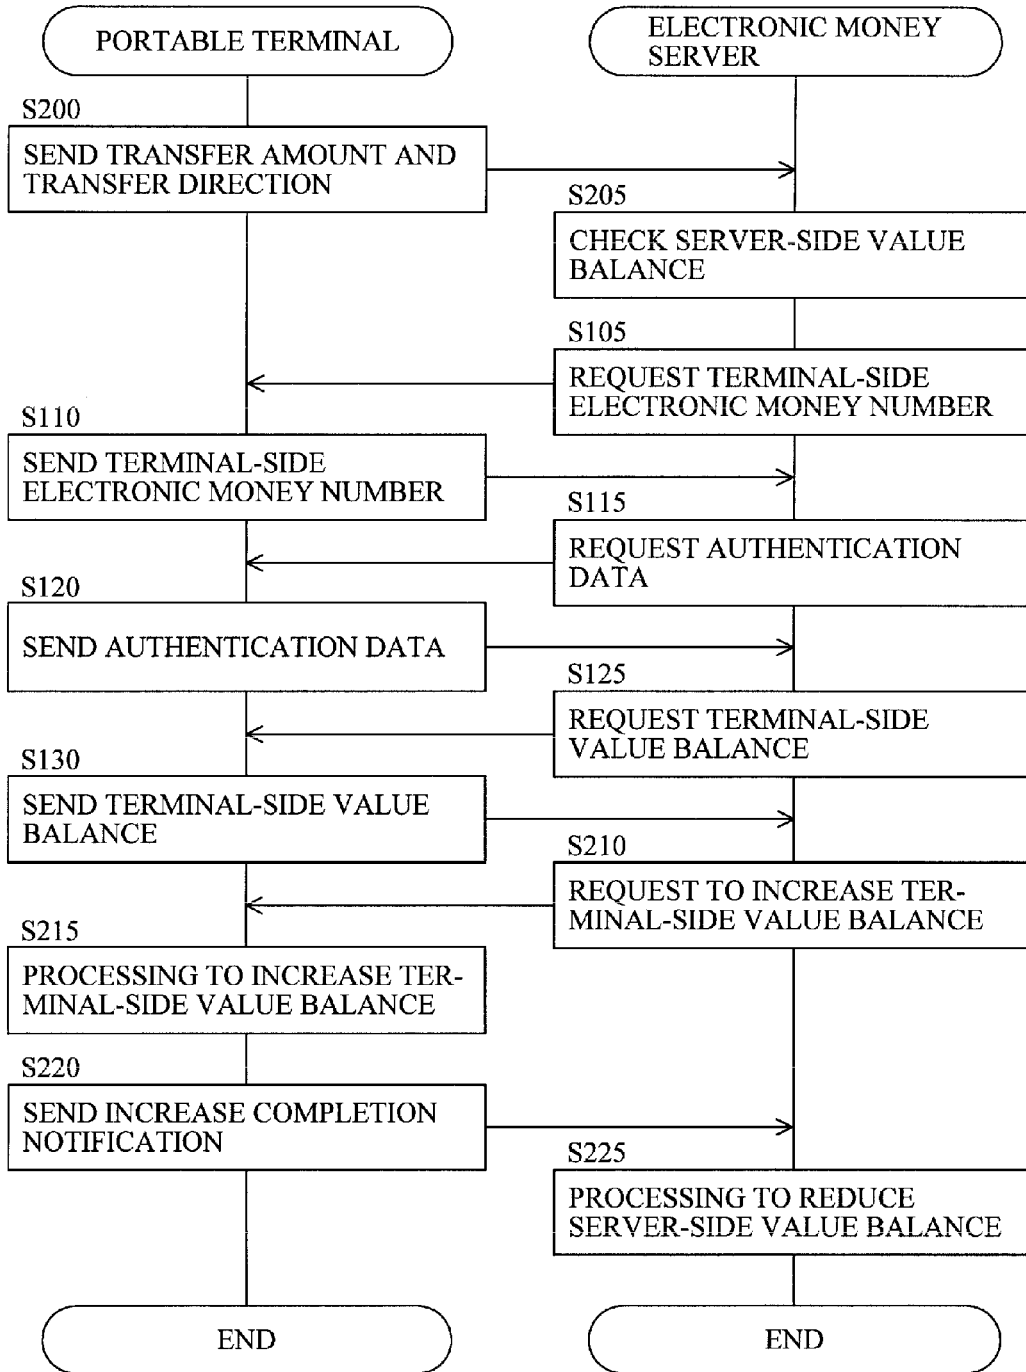 PORTABLE TERMINAL
ELECTRONIC MONEY
SERVER
S200
SEND TRANSFER AMOUNT AND
TRANSFER DIRECTION
S205
CHECK SERVER-SIDE VALUE
BALANCE
S105
REQUEST TERMINAL-SIDE
ELECTRONIC MONEY NUMBER
S110
SEND TERMINAL-SIDE
ELECTRONIC MONEY NUMBER
S115
REQUEST AUTHENTICATION
DATA
S120
SEND AUTHENTICATION DATA
S125
REQUEST TERMINAL-SIDE
VALUE BALANCE
S130
SEND TERMINAL-SIDE VALUE
BALANCE
S210
REQUEST TO INCREASE TER-
MINAL-SIDE VALUE BALANCE
S215
PROCESSING TO INCREASE TER-
MINAL-SIDE VALUE BALANCE
S220
SEND INCREASE COMPLETION
NOTIFICATION
S225
PROCESSING TO REDUCE
SERVER-SIDE VALUE BALANCE
END
END